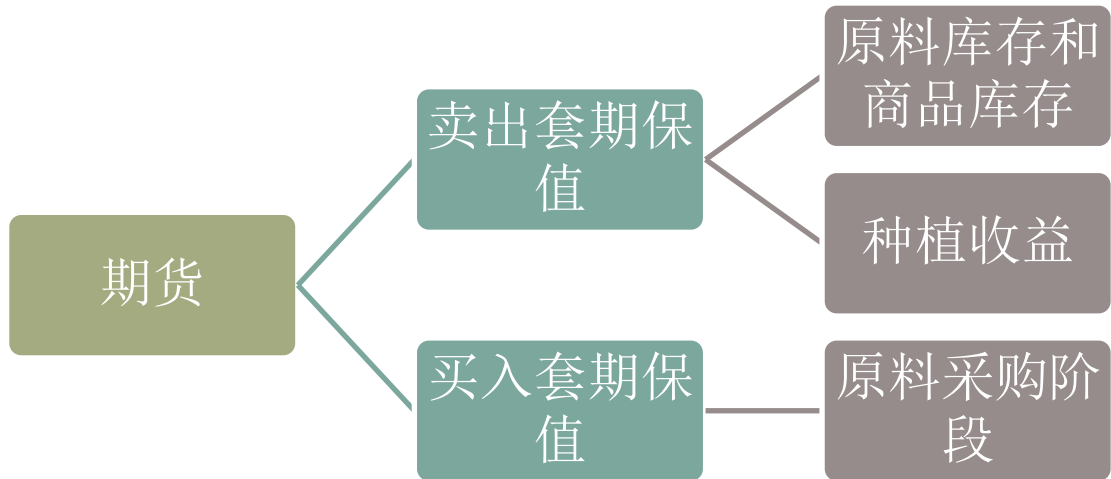 期货
卖出套期保
值
买入套期保
值
原料库存和
商品库存
种植收益
原料采购阶
段